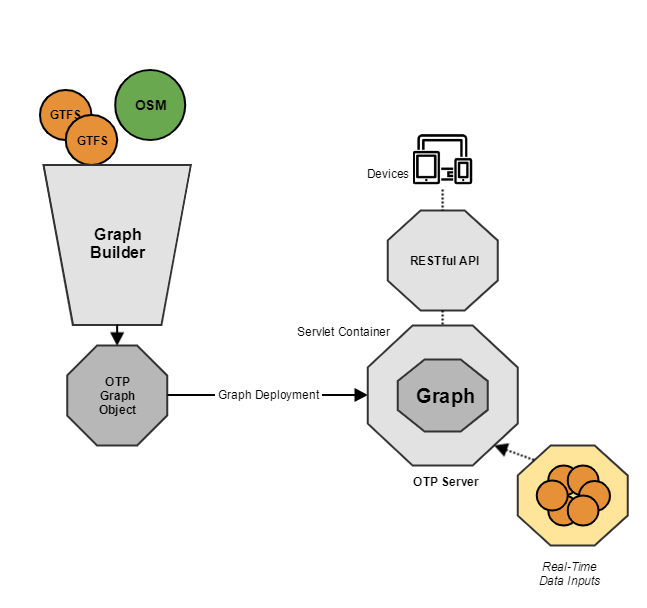 GTFS
OSM
GTFS
Graph
Builder
Devices
RESTful API
Servlet Container
OTP
Graph
Object
Graph Deployment
Graph
OTP Server
Real-Time
Data Inputs